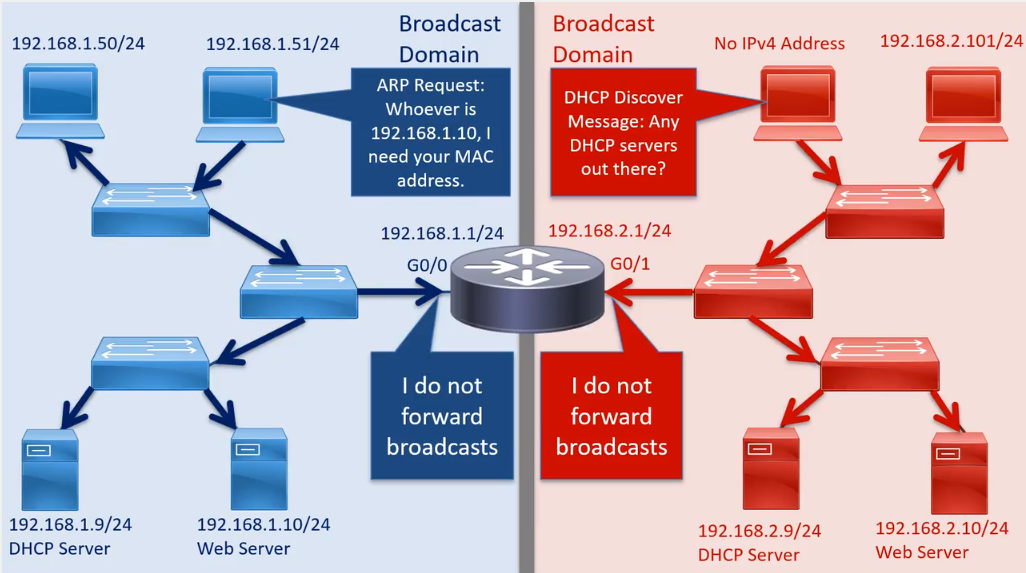 Broadcast
Domain
Broadcast
Domain
192.168.1.50/24
192.168.1.51/24
No IPv4 Address
192.168.2.101/24
ARP Request:
Whoever is
192.168.1.10, I
need your MAC
address.
DHCP Discover
Message: Any
DHCP servers
out there?
192.168.1.1/24
192.168.2.1/24
G0/0
G0/1
I do not
forward
broadcasts
I do not
forward
broadcasts
192.168.1.9/24
DHCP Server
192.168.1.10/24
Web Server
192.168.2.9/24
DHCP Server
192.168.2.10/24
Web Server